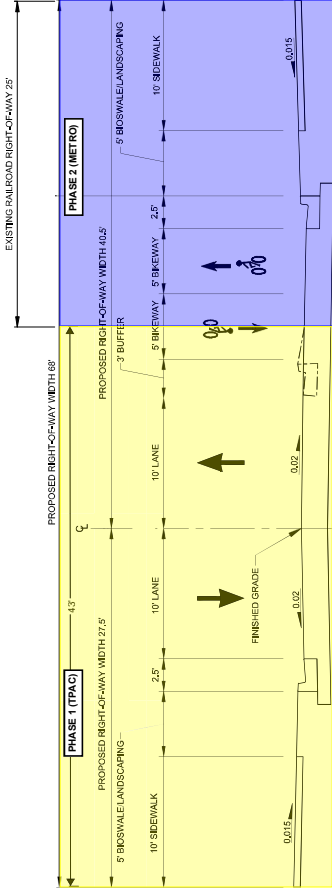 EXISTING RAILROAD RIGHT-OF-WAY 25'
PROPOSED RIGHT-OF-WAY WIDTH 68'
43'
PHASE 1 (TPAC)
PHASE 2 (METRO)
PROPOSED RIGHT-OF-WAY WIDTH 27.5'
PROPOSED RIGHT-OF-WAY WIDTH 40.5'
CL
5' BIOSWALE/LANDSCAPING
3' BUFFER
5' BIOSWALE/LANDSCAPING
10' SIDEWALK
2.5'
10' LANE
10' LANE
5' BIKEWAY
5' BIKEWAY
2.5'
10' SIDEWALK
FINISHED GRADE
0.015
0.02
0.02
0.015